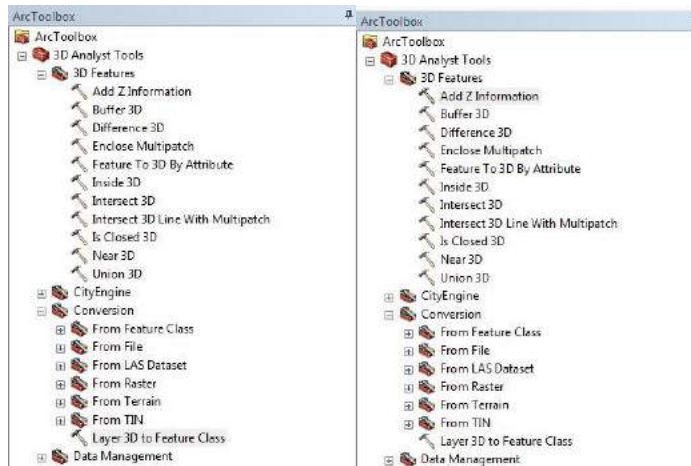 ArcToolbox
ArcToolbox
3D Analyst Tools
3D Features
Add Z Information
Buffer 3D
Difference 3D
Enclose Multipatch
Feature To 3D By Attribute
Inside 3D
Intersect 3D
Intersect 3D Line With Multipatch
Is Closed 3D
Near 3D
Union 3D
CityEngine
Conversion
From Feature Class
From File
From LAS Dataset
From Raster
From Terrain
From TIN
Layer 3D to Feature Class
Data Management
ArcToolbox
ArcToolbox
3D Analyst Tools
3D Features
Add Z Information
Buffer 3D
Difference 3D
Enclose Multipatch
Feature To 3D By Attribute
Inside 3D
Intersect 3D
Intersect 3D Line With Multipatch
Is Closed 3D
Near 3D
Union 3D
CityEngine
Conversion
From Feature Class
From File
From LAS Dataset
From Raster
From Terrain
From TIN
Layer 3D to Feature Class
Data Management